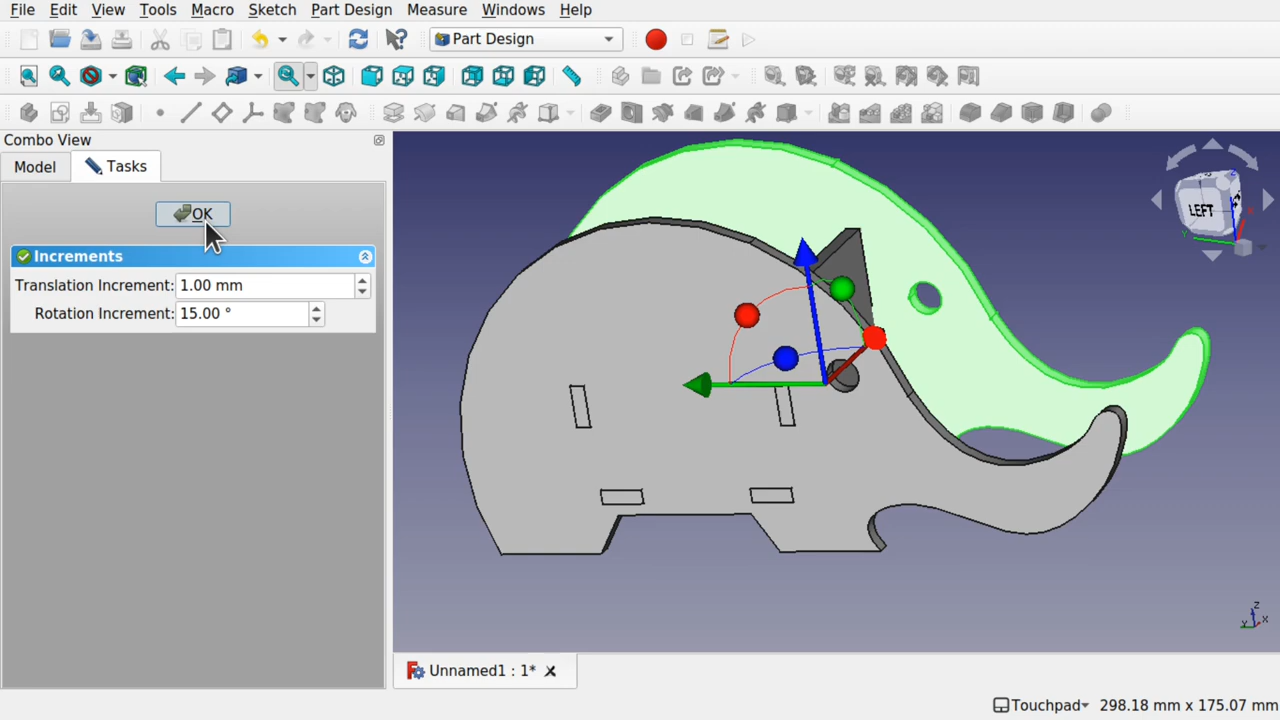 File Edit View Tools Macro Sketch Part Design Measure Windows Help
Part Design
Combo View
Model Tasks
OK
Increments
Translation Increment: 1.00 mm
Rotation Increment: 15.00 °
LEFT
Z
Y X
Unnamed1 : 1*
Touchpad 298.18 mm x 175.07 mm